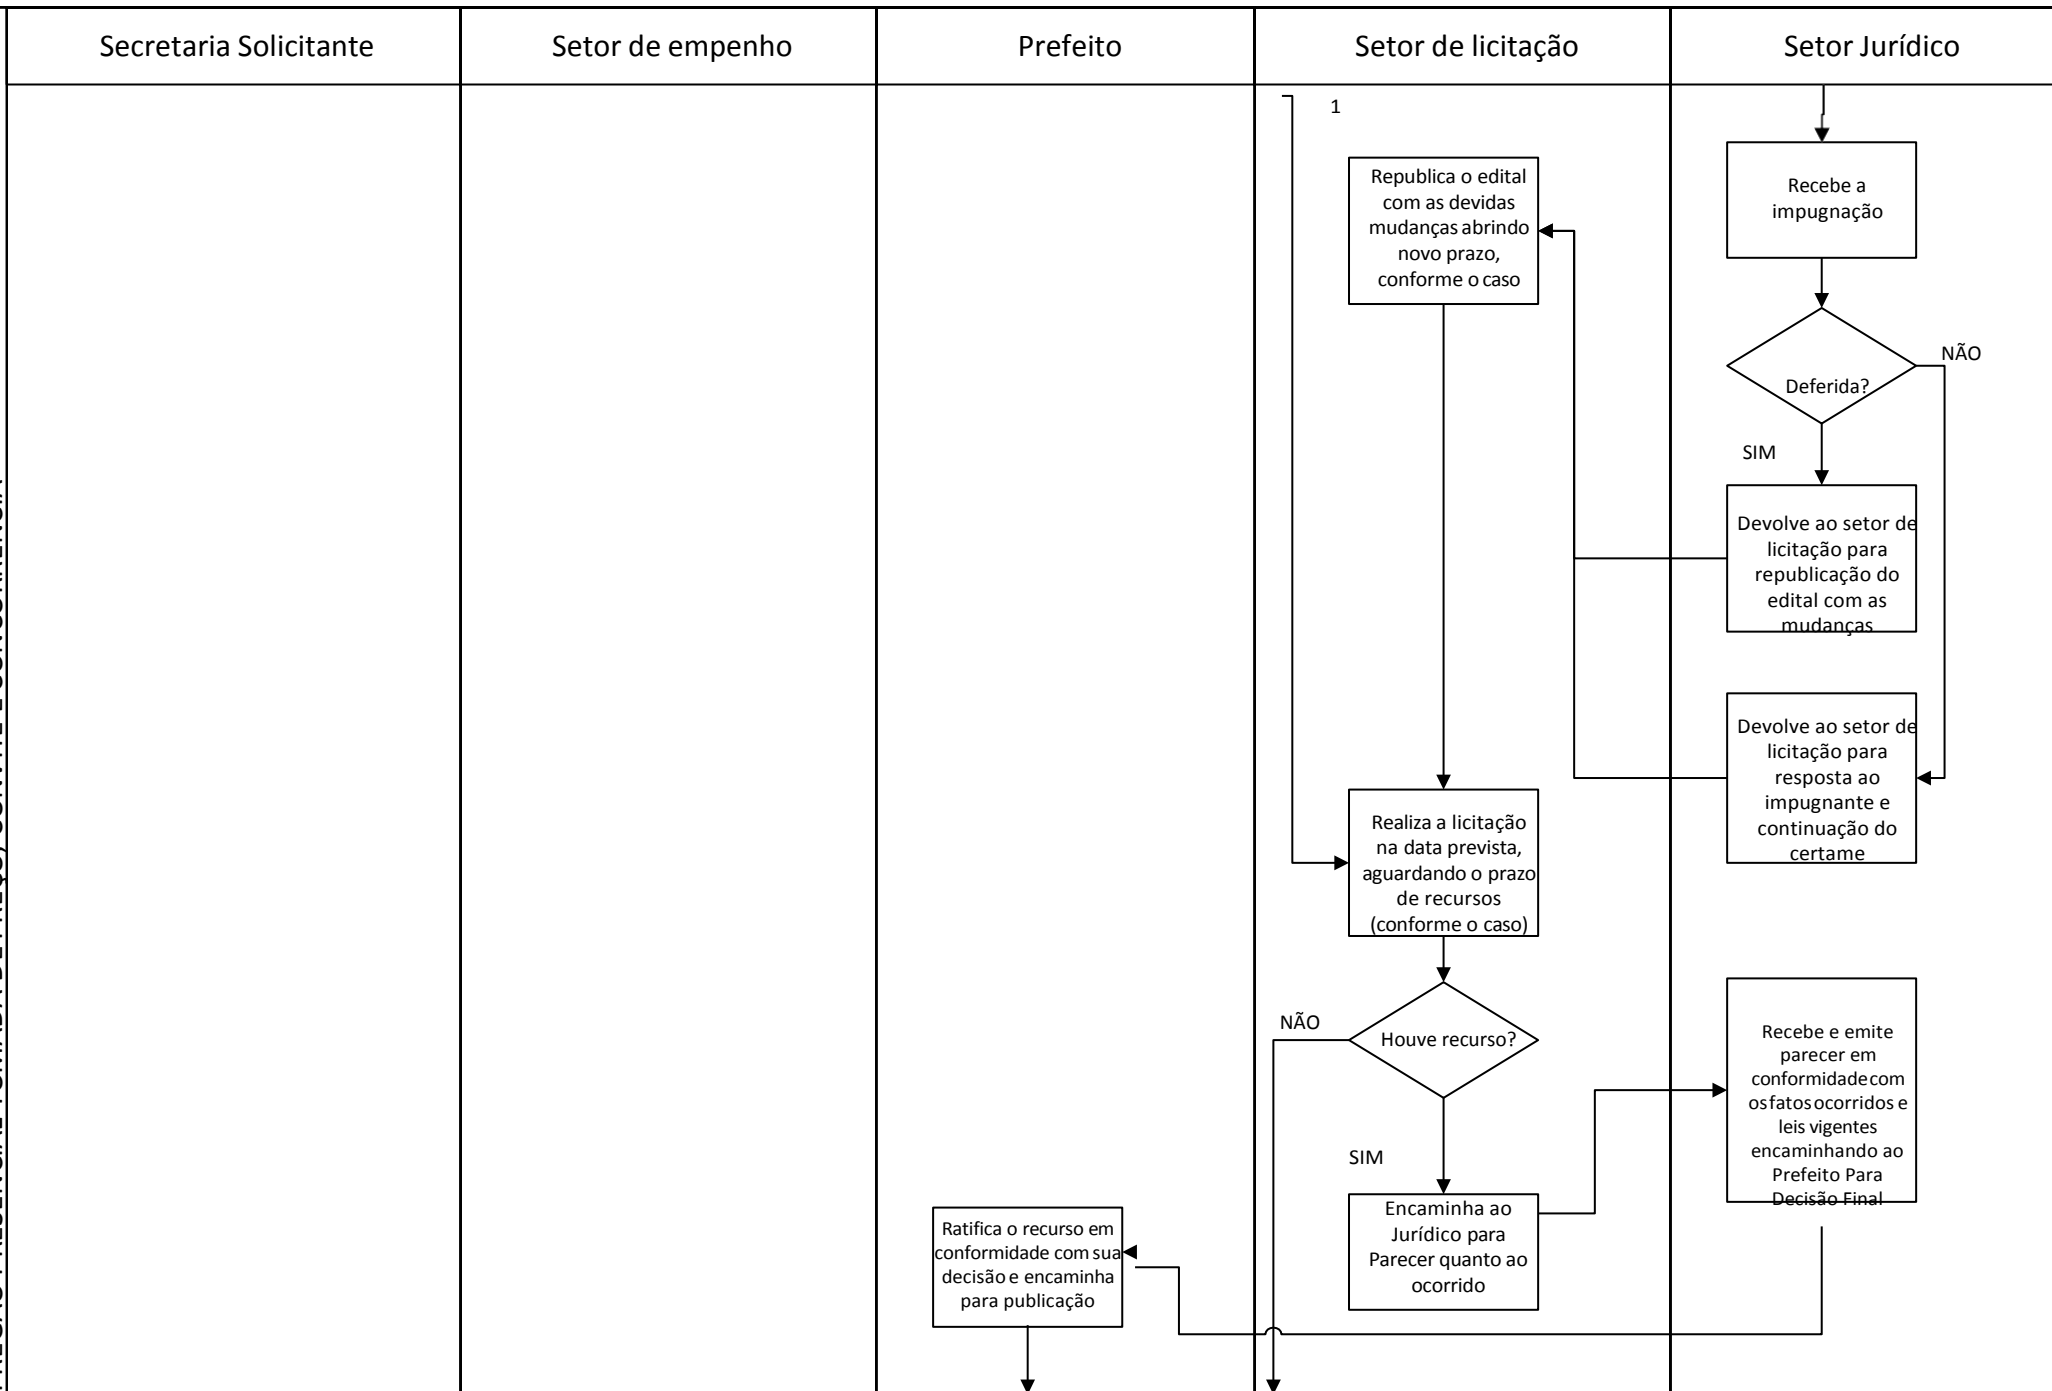 Secretaria Solicitante
Setor de empenho
Prefeito
Setor de licitação
Setor Jurídico
1
Republica o edital
com as devidas
mudanças abrindo
novo prazo,
conforme o caso
Recebe a
impugnação
Deferida?
NÃO
SIM
Devolve ao setor de
licitação para
republicação do
edital com as
mudanças
Devolve ao setor de
licitação para
resposta ao
impugnante e
continuação do
certame
Realiza a licitação
na data prevista,
aguardando o prazo
de recursos
(conforme o caso)
NÃO
Houve recurso?
SIM
Recebe e emite
parecer em
conformidade com
os fatos ocorridos e
leis vigentes
encaminhando ao
Prefeito Para
Decisão Final
Encaminha ao
Jurídico para
Parecer quanto ao
ocorrido
Ratifica o recurso em
conformidade com sua
decisão e encaminha
para publicação